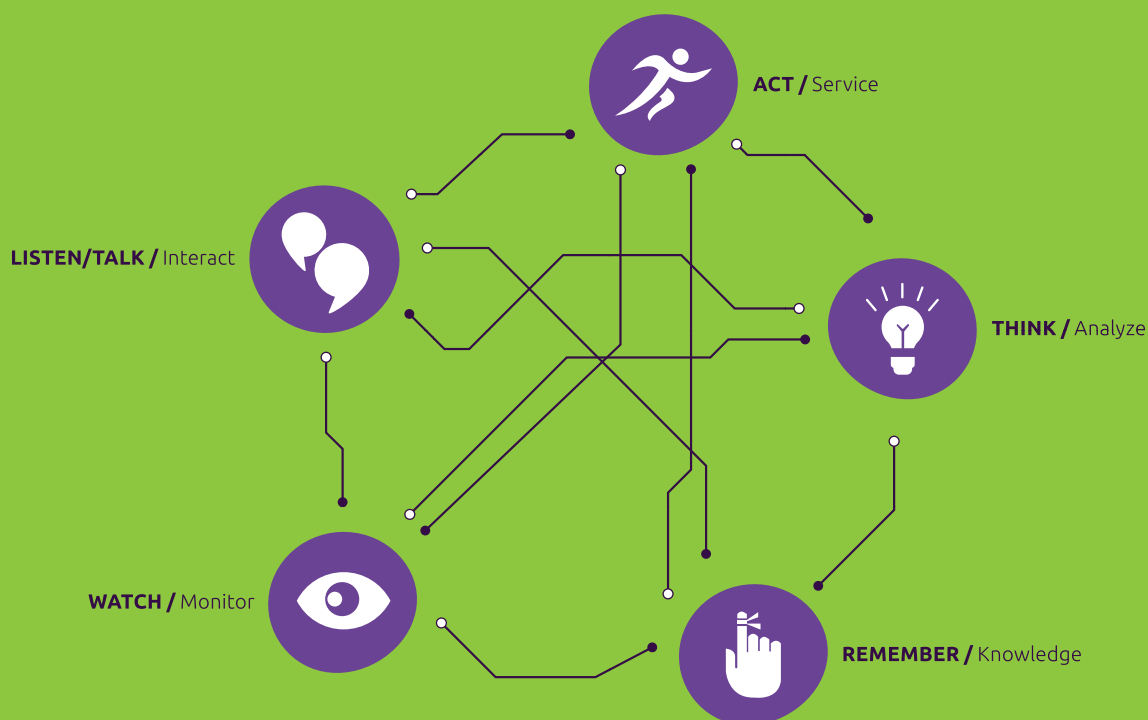 ACT / Service
LISTEN/TALK / Interact
THINK / Analyze
WATCH / Monitor
REMEMBER / Knowledge